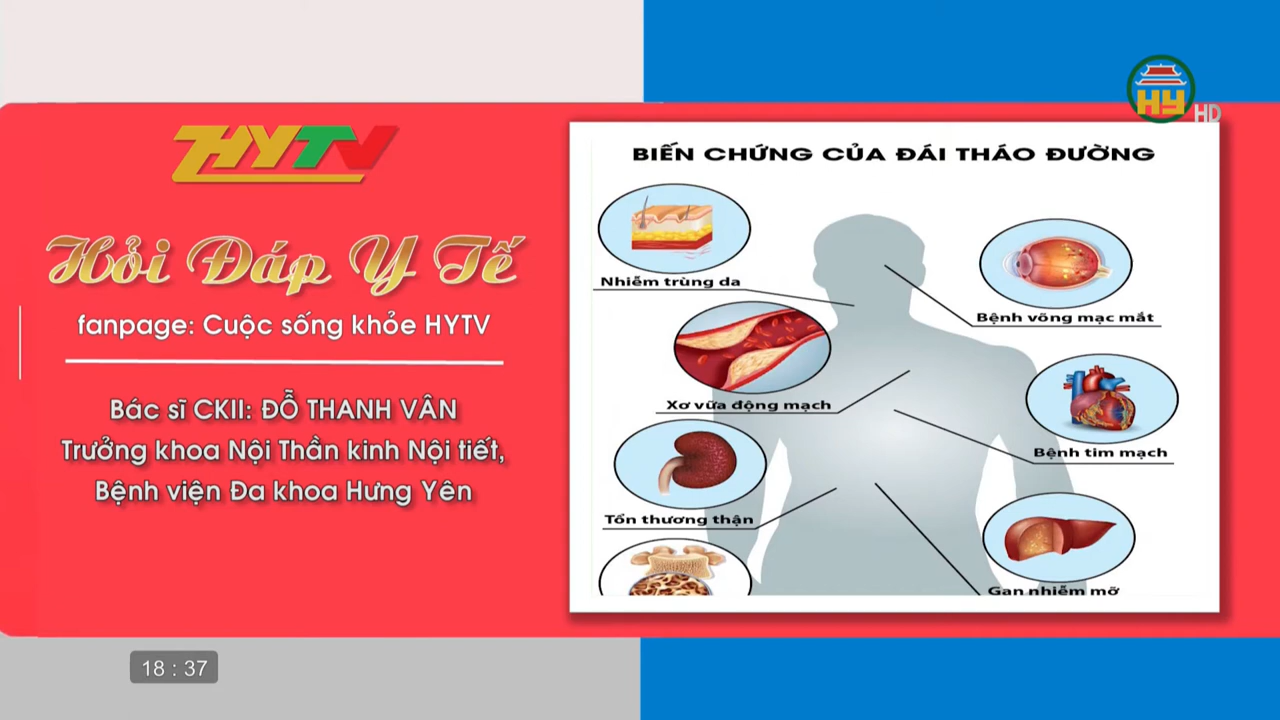 HY HD
HYTV
Hỏi Đáp Y Tế
fanpage: Cuộc sống khỏe HYTV
Bác sĩ CKII: ĐỖ THANH VÂN
Trưởng khoa Nội Thần kinh Nội tiết,
Bệnh viện Đa khoa Hưng Yên
BIẾN CHỨNG CỦA ĐÁI THÁO ĐƯỜNG
Nhiễm trùng da
Bệnh võng mạc mắt
Xơ vữa động mạch
Bệnh tim mạch
Tổn thương thận
Gan nhiễm mỡ
18 : 37